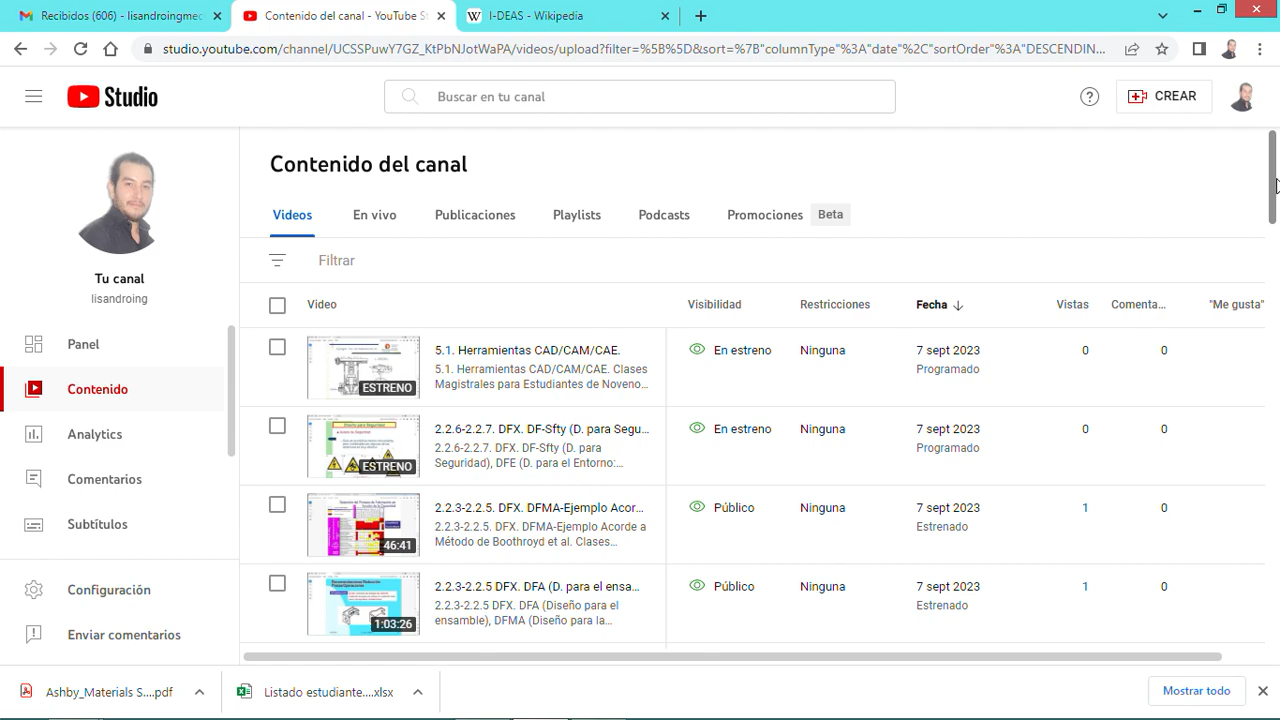 Recibidos (606) - lisandroingmec
Contenido del canal - YouTube S
I-DEAS - Wikipedia
studio.youtube.com/channel/UCSSPuwY7GZ_KtPbNJotWaPA/videos/upload?filter=%5B%5D&sort=%7B"columnType"%3A"date"%2C"sortOrder"%3A"DESCENDIN...
Studio
Buscar en tu canal
CREAR
Tu canal
lisandroing
Panel
Contenido
Analytics
Comentarios
Subtítulos
Configuración
Enviar comentarios
Contenido del canal
Videos En vivo Publicaciones Playlists Podcasts Promociones Beta
Filtrar
Video Visibilidad Restricciones Fecha Vistas Comenta... "Me gusta"
ESTRENO
5.1. Herramientas CAD/CAM/CAE.
5.1. Herramientas CAD/CAM/CAE. Clases
Magistrales para Estudiantes de Noveno...
En estreno Ninguna 7 sept 2023 0 0
Programado
ESTRENO
2.2.6-2.2.7. DFX. DF-Sfty (D. para Segu...
2.2.6-2.2.7. DFX. DF-Sfty (D. para
Seguridad), DFE (D. para el Entorno:...
En estreno Ninguna 7 sept 2023 0 0
Programado
46:41
2.2.3-2.2.5. DFX. DFMA-Ejemplo Acor...
2.2.3-2.2.5. DFX. DFMA-Ejemplo Acorde a
Método de Boothroyd et al. Clases...
Público Ninguna 7 sept 2023 1 0
Estrenado
1:03:26
2.2.3-2.2.5 DFX. DFA (D. para el ensa...
2.2.3-2.2.5 DFX. DFA (Diseño para el
ensamble), DFMA (Diseño para la...
Público Ninguna 7 sept 2023 1 0
Estrenado
Ashby_Materials S....pdf
Listado estudiante....xlsx
Mostrar todo